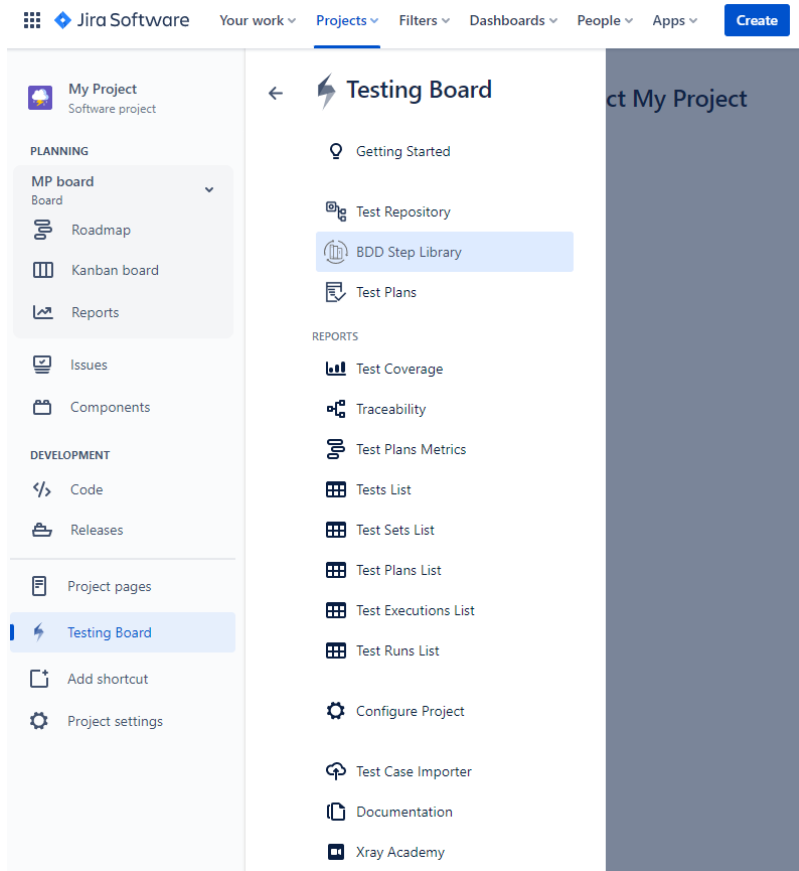 Jira Software Your work Projects Filters Dashboards People Apps Create
My Project
Software project
PLANNING
MP board
Board
Roadmap
Kanban board
Reports
Issues
Components
DEVELOPMENT
Code
Releases
Project pages
Testing Board
Add shortcut
Project settings
Testing Board
Getting Started
Test Repository
BDD Step Library
Test Plans
REPORTS
Test Coverage
Traceability
Test Plans Metrics
Tests List
Test Sets List
Test Plans List
Test Executions List
Test Runs List
Configure Project
Test Case Importer
Documentation
Xray Academy
ct My Project